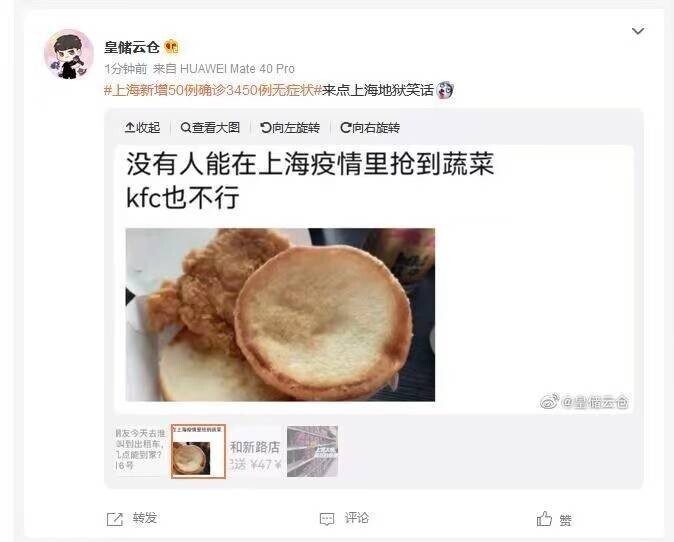 皇储云仓
1分钟前 来自 HUAWEI Mate 40 Pro
#上海新增50例确诊3450例无症状#来点上海地狱笑话
收起 查看大图 向左旋转 向右旋转
没有人能在上海疫情里抢到蔬菜
kfc也不行
@皇储云仓
朋友今天去淮
叫到出租车,
几点能到家?
16号
在上海疫情里抢到蔬菜
和新路店
配送 ¥47 ¥
转发 评论 赞